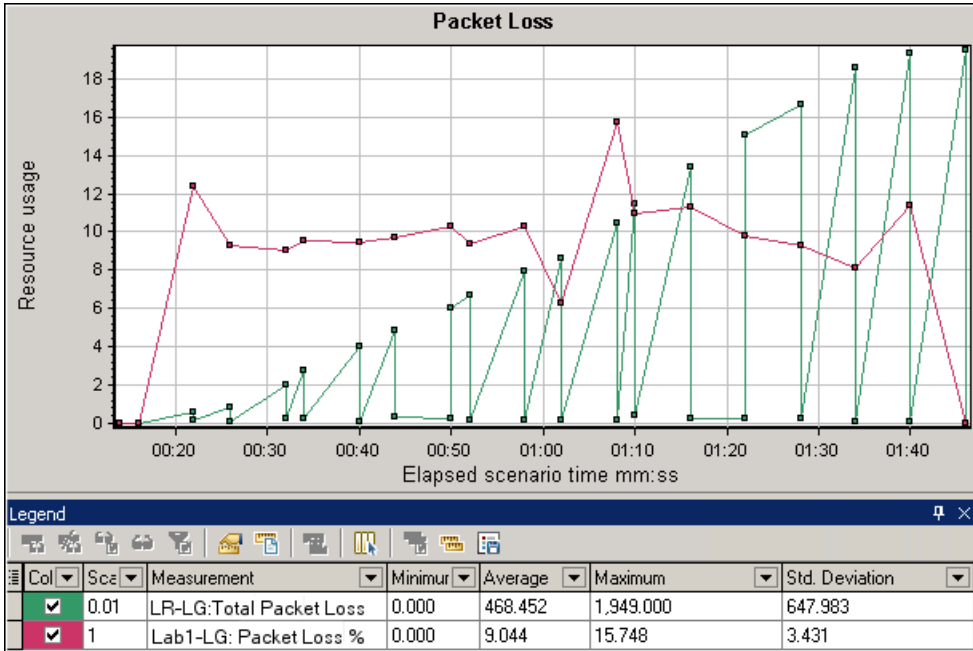 Packet Loss
Resource usage
18
16
14
12
10
8
6
4
2
0
00:20 00:30 00:40 00:50 01:00 01:10 01:20 01:30 01:40
Elapsed scenario time mm:ss
Legend
Col Sca Measurement Minimur Average Maximum Std. Deviation
0.01 LR-LG:Total Packet Loss 0.000 468.452 1,949.000 647.983
1 Lab1-LG: Packet Loss % 0.000 9.044 15.748 3.431